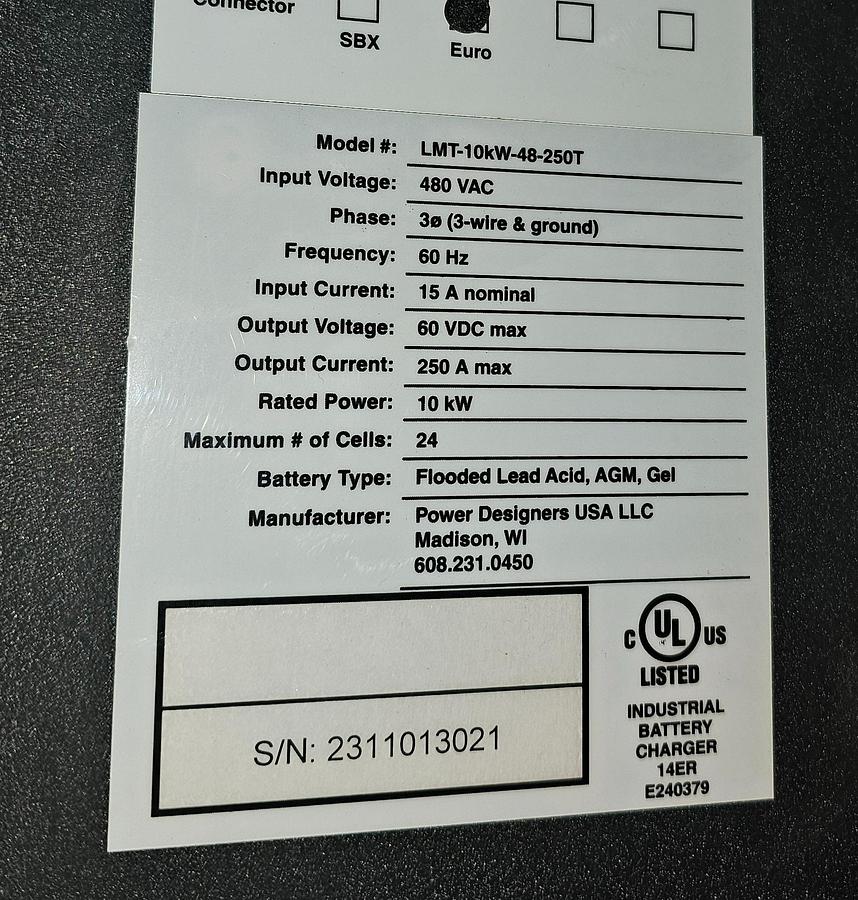 Connector
SBX
Euro
Model #: LMT-10kW-48-250T
Input Voltage: 480 VAC
Phase: 3ø (3-wire & ground)
Frequency: 60 Hz
Input Current: 15 A nominal
Output Voltage: 60 VDC max
Output Current: 250 A max
Rated Power: 10 kW
Maximum # of Cells: 24
Battery Type: Flooded Lead Acid, AGM, Gel
Manufacturer: Power Designers USA LLC
Madison, WI
608.231.0450
S/N: 2311013021
C UL US
LISTED
INDUSTRIAL
BATTERY
CHARGER
14ER
E240379